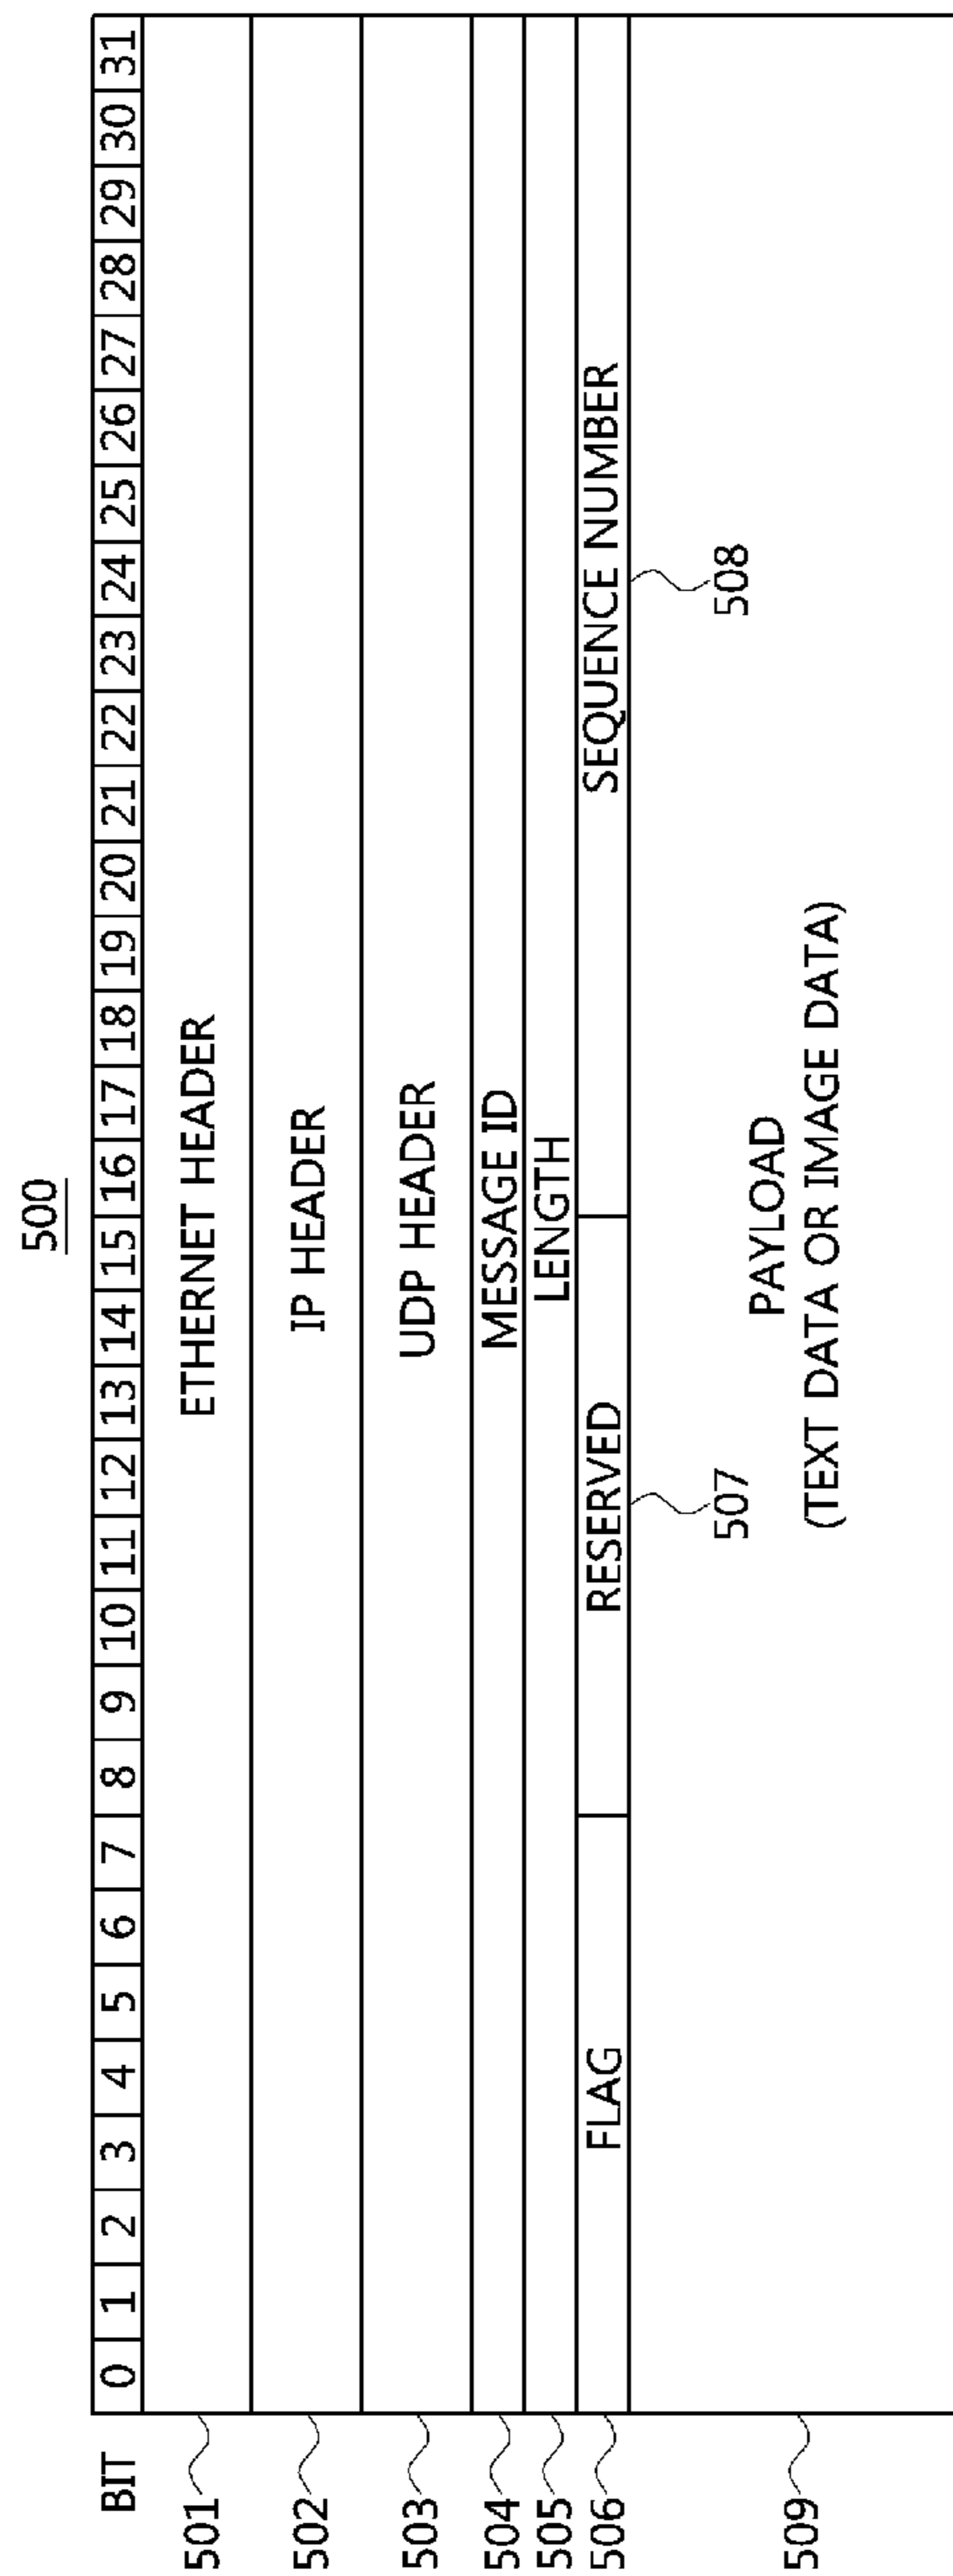 500
BIT 0 1 2 3 4 5 6 7 8 9 10 11 12 13 14 15 16 17 18 19 20 21 22 23 24 25 26 27 28 29 30 31
501 ETHERNET HEADER
502 IP HEADER
503 UDP HEADER
504 MESSAGE ID
505 LENGTH
506 FLAG RESERVED SEQUENCE NUMBER
507 508
PAYLOAD
509 (TEXT DATA OR IMAGE DATA)